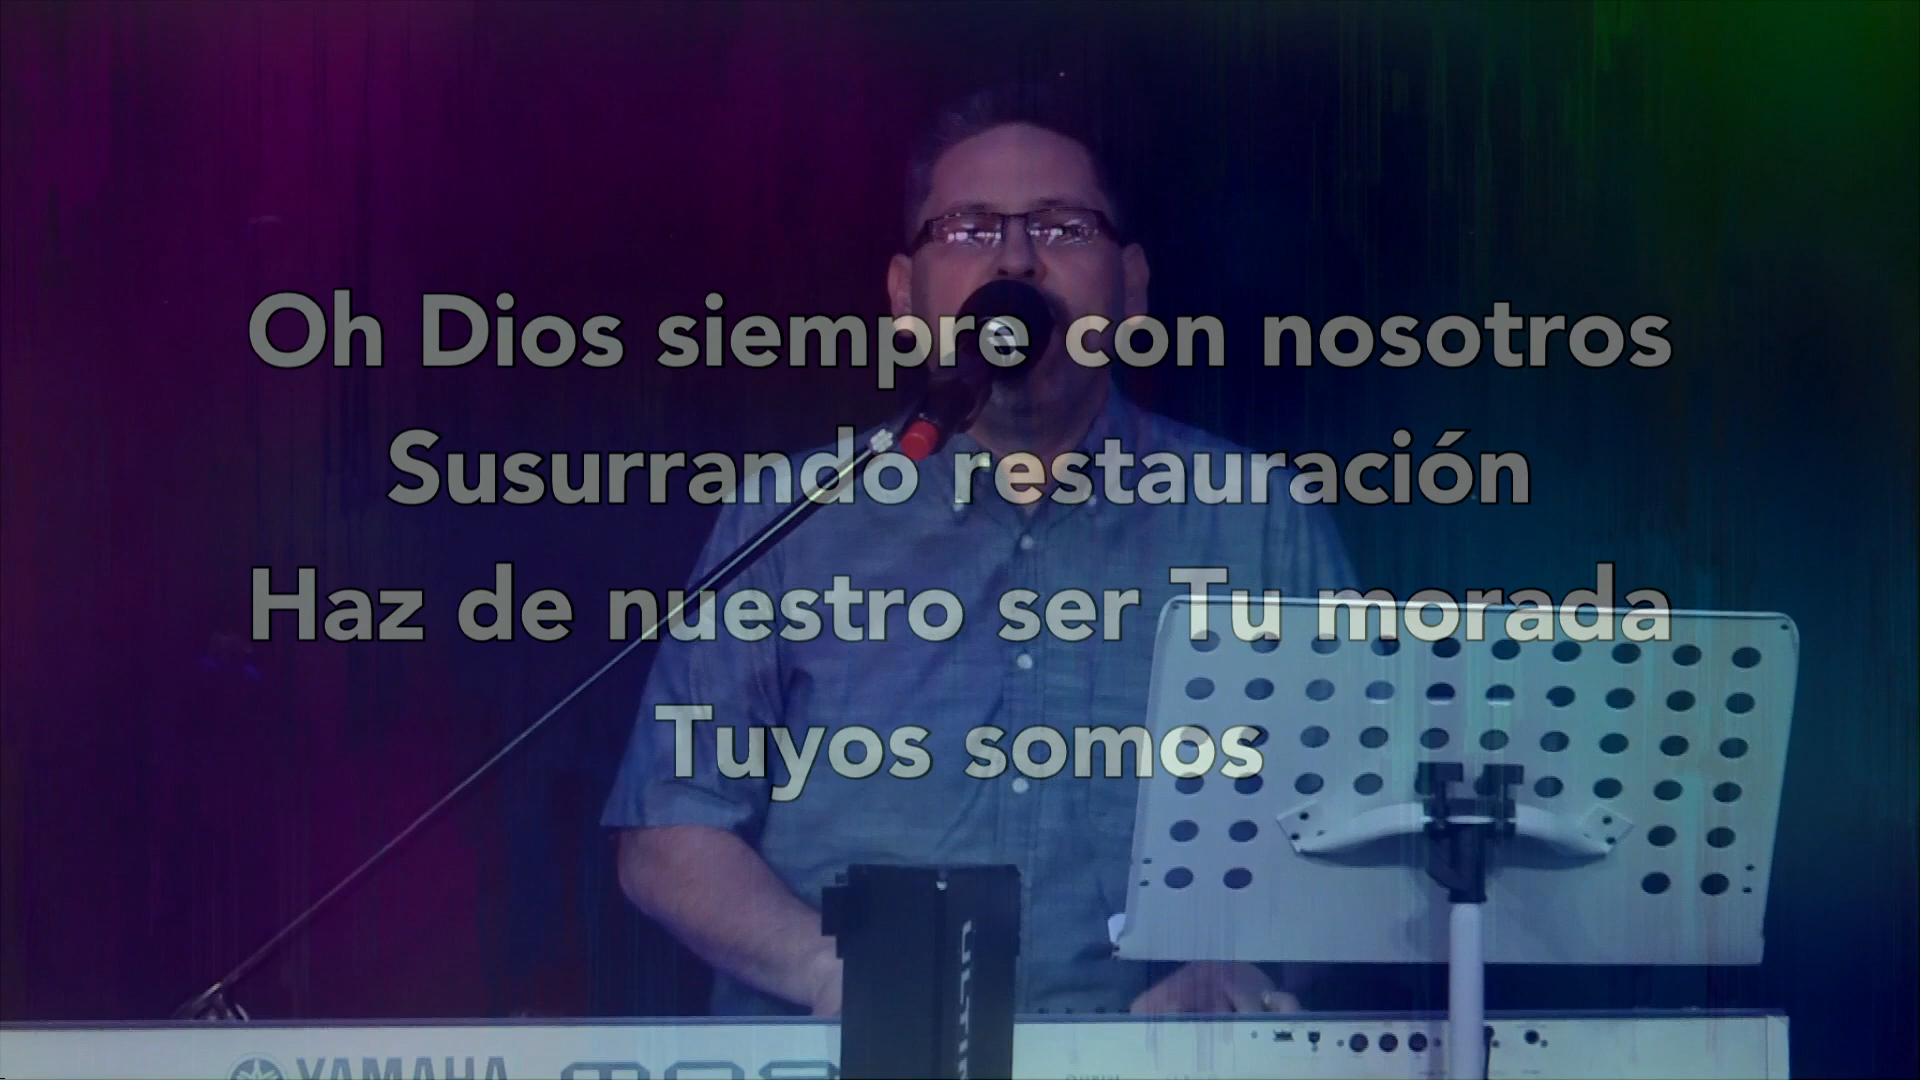 Oh Dios siempre con nosotros
Susurrando restauración
Haz de nuestro ser Tu morada
Tuyos somos
YAMAHA